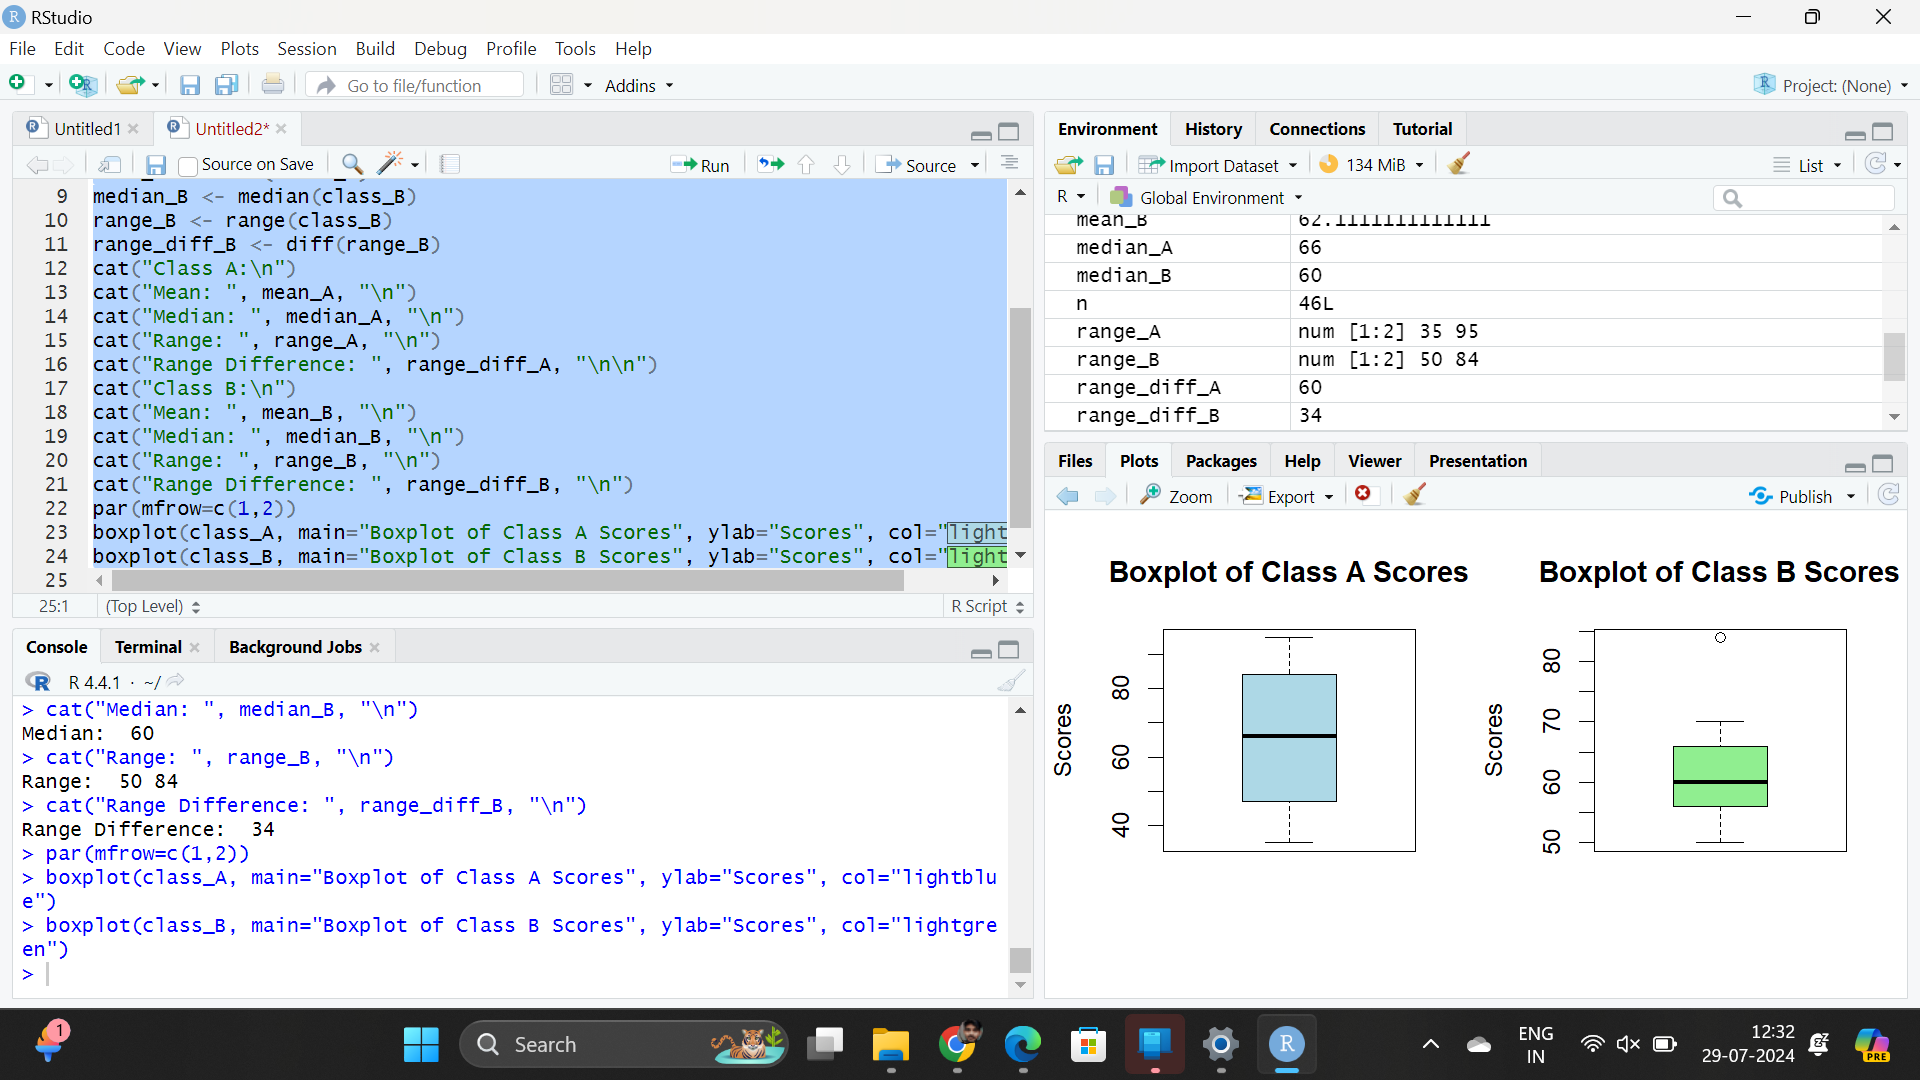 RStudio
File Edit Code View Plots Session Build Debug Profile Tools Help
Go to file/function Addins Project: (None)
Untitled1 Untitled2*
Source on Save Run Source
9 median_B <- median(class_B)
10 range_B <- range(class_B)
11 range_diff_B <- diff(range_B)
12 cat("Class A:\n")
13 cat("Mean: ", mean_A, "\n")
14 cat("Median: ", median_A, "\n")
15 cat("Range: ", range_A, "\n")
16 cat("Range Difference: ", range_diff_A, "\n\n")
17 cat("Class B:\n")
18 cat("Mean: ", mean_B, "\n")
19 cat("Median: ", median_B, "\n")
20 cat("Range: ", range_B, "\n")
21 cat("Range Difference: ", range_diff_B, "\n")
22 par(mfrow=c(1,2))
23 boxplot(class_A, main="Boxplot of Class A Scores", ylab="Scores", col="light
24 boxplot(class_B, main="Boxplot of Class B Scores", ylab="Scores", col="light
25
25:1 (Top Level) R Script
Console Terminal Background Jobs
R 4.4.1 · ~/
> cat("Median: ", median_B, "\n")
Median:  60
> cat("Range: ", range_B, "\n")
Range:  50 84
> cat("Range Difference: ", range_diff_B, "\n")
Range Difference:  34
> par(mfrow=c(1,2))
> boxplot(class_A, main="Boxplot of Class A Scores", ylab="Scores", col="lightblu
e")
> boxplot(class_B, main="Boxplot of Class B Scores", ylab="Scores", col="lightgre
en")
>
Environment History Connections Tutorial
Import Dataset 134 MiB List
R Global Environment
mean_B 62.1111111111111
median_A 66
median_B 60
n 46L
range_A num [1:2] 35 95
range_B num [1:2] 50 84
range_diff_A 60
range_diff_B 34
Files Plots Packages Help Viewer Presentation
Zoom Export Publish
Boxplot of Class A Scores
Scores
40 60 80
Boxplot of Class B Scores
Scores
50 60 70 80
1
Search
ENG
IN
12:32
29-07-2024
PRE